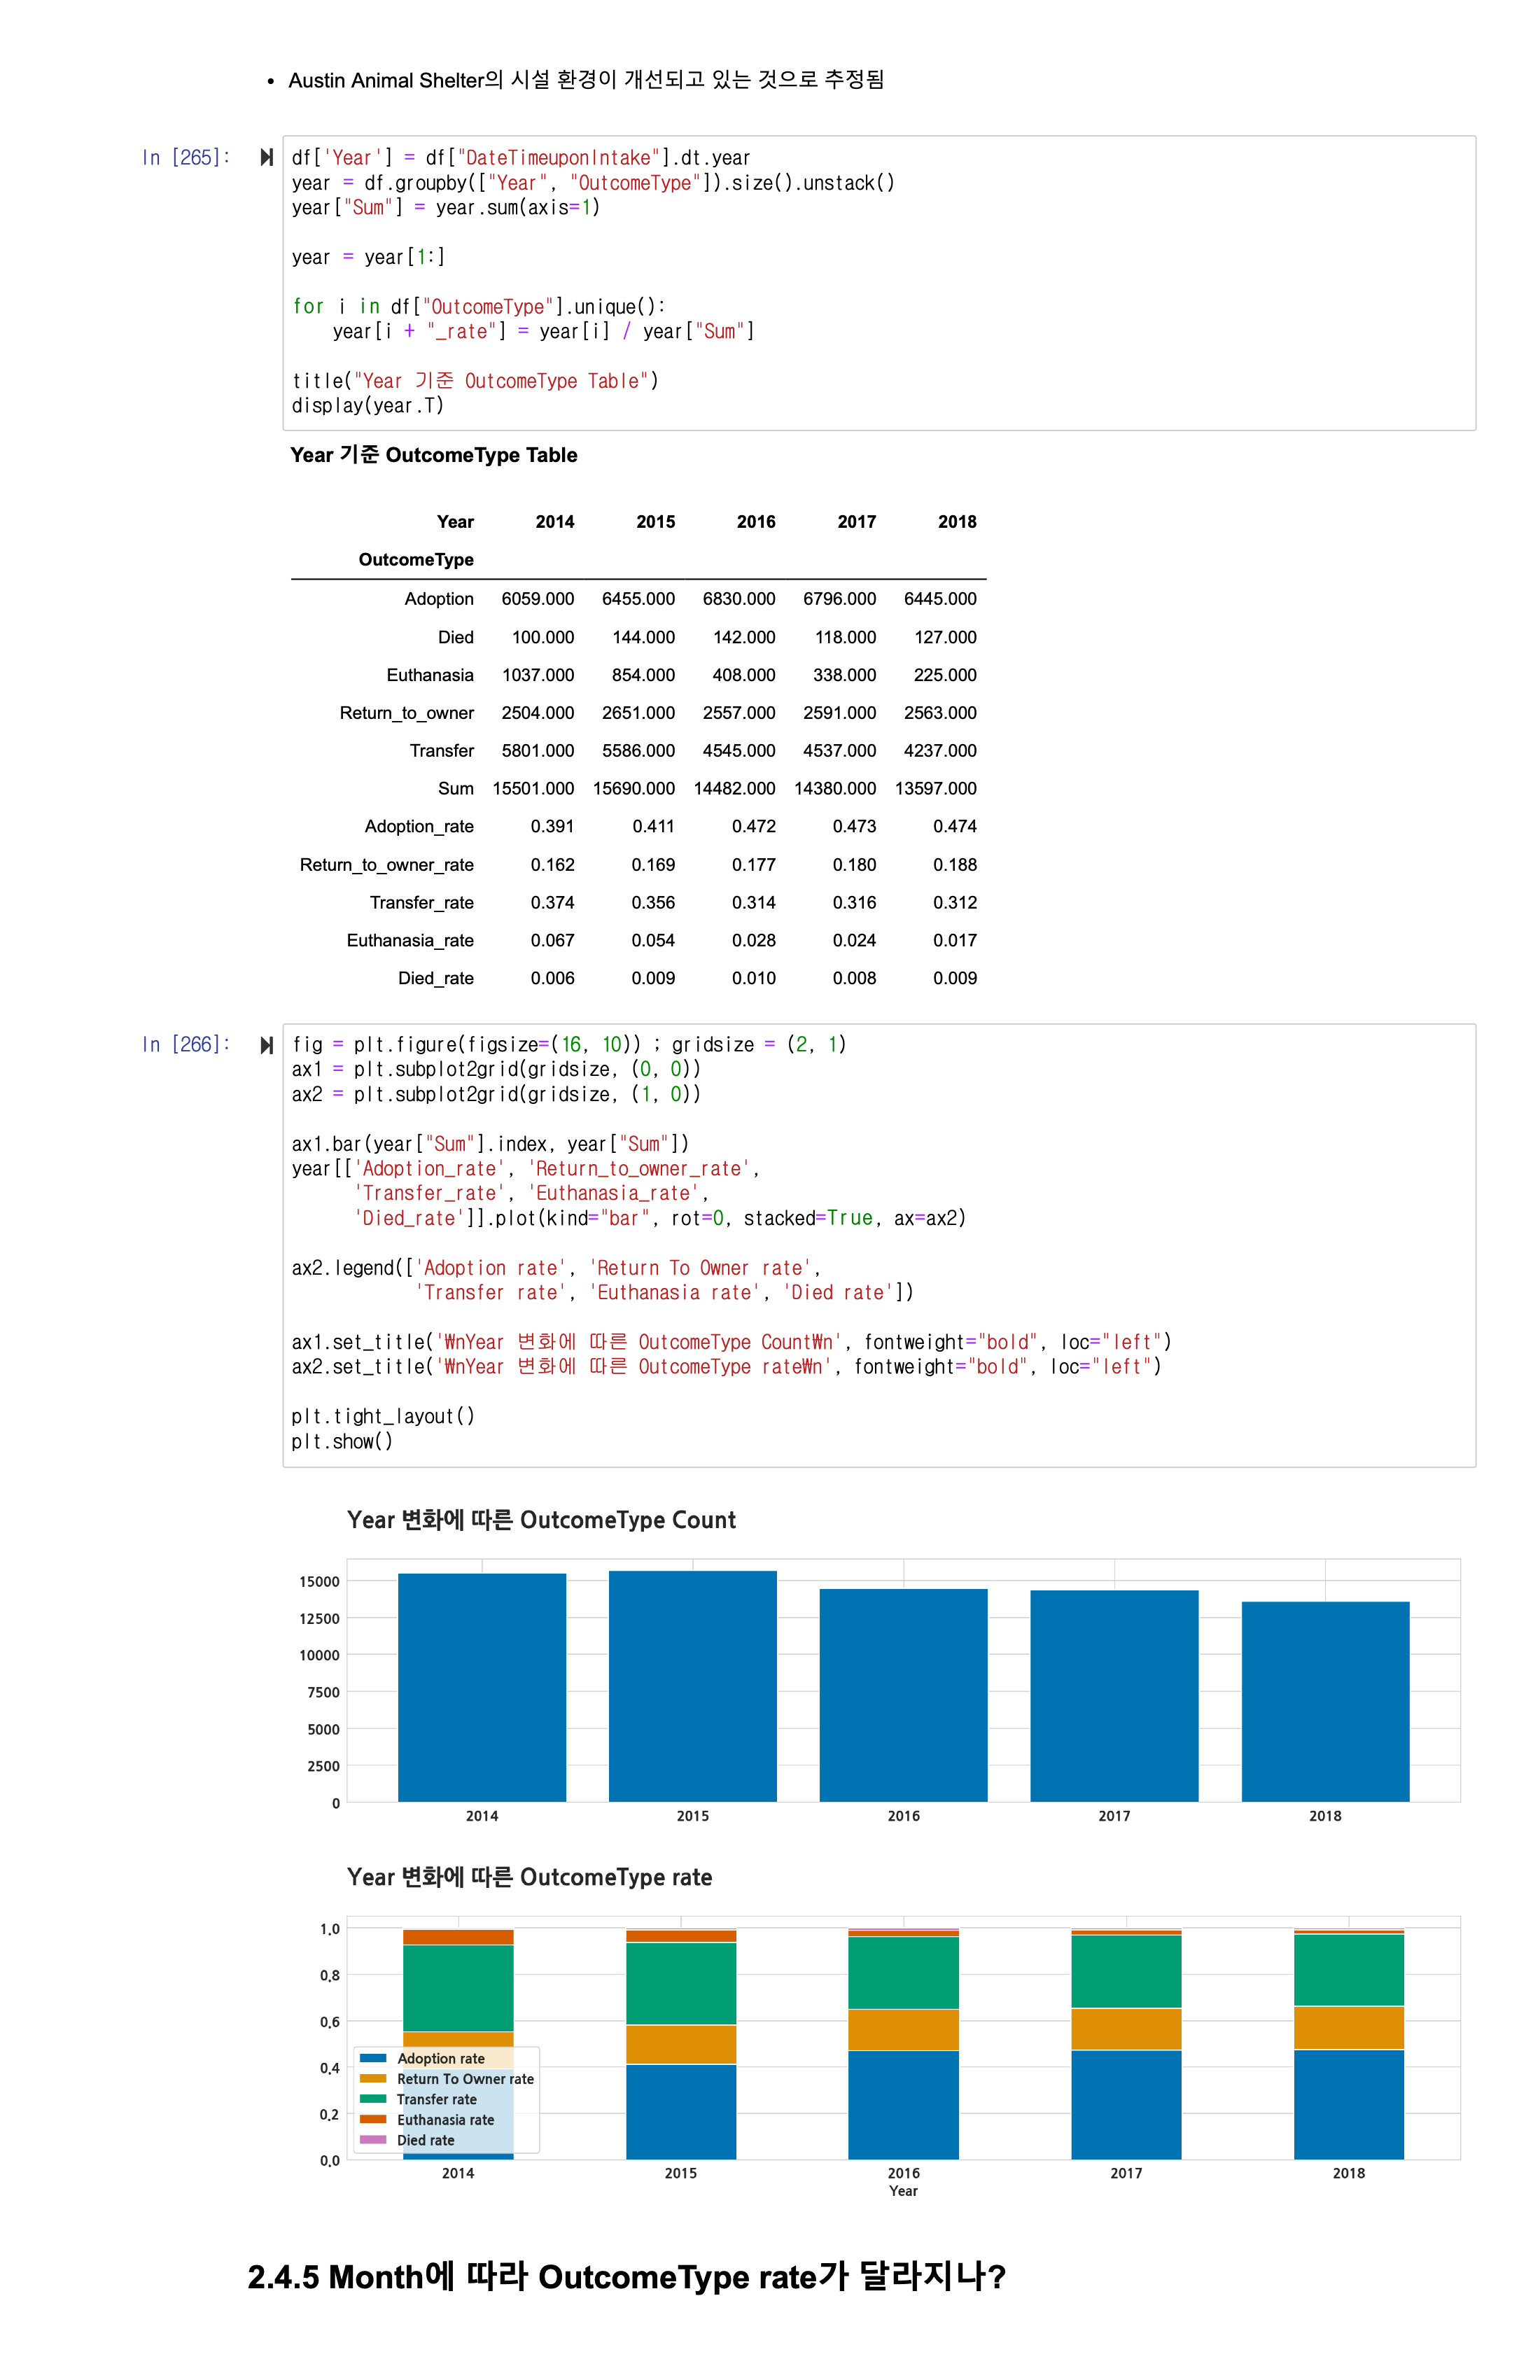 • Austin Animal Shelter의 시설 환경이 개선되고 있는 것으로 추정됨
In [265]:
df['Year'] = df["DateTimeuponIntake"].dt.year
year = df.groupby(["Year", "OutcomeType"]).size().unstack()
year["Sum"] = year.sum(axis=1)
year = year[1:]
for i in df["OutcomeType"].unique():
    year[i + "_rate"] = year[i] / year["Sum"]
title("Year 기준 OutcomeType Table")
display(year.T)
Year 기준 OutcomeType Table
Year 2014 2015 2016 2017 2018
OutcomeType
Adoption 6059.000 6455.000 6830.000 6796.000 6445.000
Died 100.000 144.000 142.000 118.000 127.000
Euthanasia 1037.000 854.000 408.000 338.000 225.000
Return_to_owner 2504.000 2651.000 2557.000 2591.000 2563.000
Transfer 5801.000 5586.000 4545.000 4537.000 4237.000
Sum 15501.000 15690.000 14482.000 14380.000 13597.000
Adoption_rate 0.391 0.411 0.472 0.473 0.474
Return_to_owner_rate 0.162 0.169 0.177 0.180 0.188
Transfer_rate 0.374 0.356 0.314 0.316 0.312
Euthanasia_rate 0.067 0.054 0.028 0.024 0.017
Died_rate 0.006 0.009 0.010 0.008 0.009
In [266]:
fig = plt.figure(figsize=(16, 10)) ; gridsize = (2, 1)
ax1 = plt.subplot2grid(gridsize, (0, 0))
ax2 = plt.subplot2grid(gridsize, (1, 0))
ax1.bar(year["Sum"].index, year["Sum"])
year[['Adoption_rate', 'Return_to_owner_rate',
      'Transfer_rate', 'Euthanasia_rate',
      'Died_rate']].plot(kind="bar", rot=0, stacked=True, ax=ax2)
ax2.legend(['Adoption rate', 'Return To Owner rate',
            'Transfer rate', 'Euthanasia rate', 'Died rate'])
ax1.set_title('₩nYear 변화에 따른 OutcomeType Count₩n', fontweight="bold", loc="left")
ax2.set_title('₩nYear 변화에 따른 OutcomeType rate₩n', fontweight="bold", loc="left")
plt.tight_layout()
plt.show()
Year 변화에 따른 OutcomeType Count
15000
12500
10000
7500
5000
2500
0
2014 2015 2016 2017 2018
Year 변화에 따른 OutcomeType rate
1.0
0.8
0.6
0.4
0.2
0.0
Adoption rate
Return To Owner rate
Transfer rate
Euthanasia rate
Died rate
2014 2015 2016 2017 2018
Year
2.4.5 Month에 따라 OutcomeType rate가 달라지나?